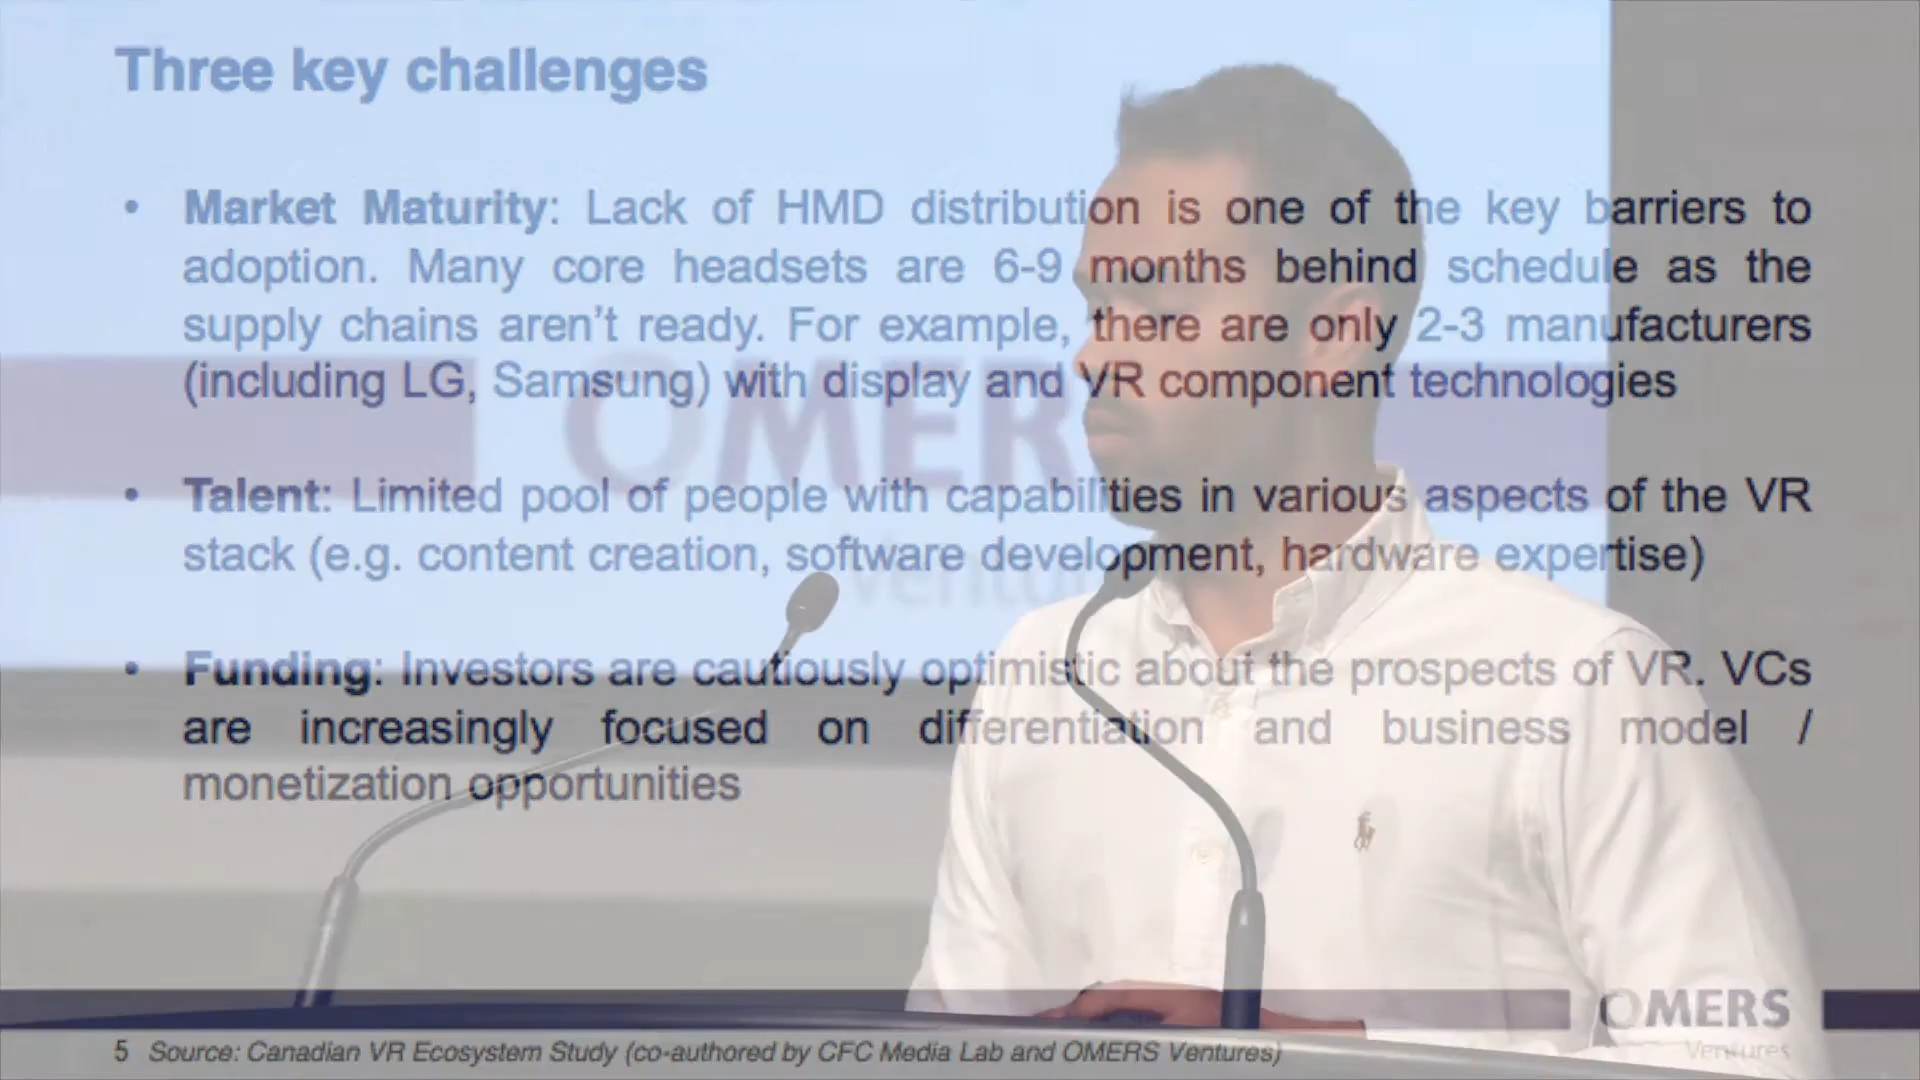 Three key challenges
• Market Maturity: Lack of HMD distribution is one of the key barriers to
adoption. Many core headsets are 6-9 months behind schedule as the
supply chains aren't ready. For example, there are only 2-3 manufacturers
(including LG, Samsung) with display and VR component technologies
OMERS
Ventu
• Talent: Limited pool of people with capabilities in various aspects of the VR
stack (e.g. content creation, software development, hardware expertise)
• Funding: Investors are cautiously optimistic about the prospects of VR. VCs
are increasingly focused on differentiation and business model /
monetization opportunities
OMERS
Ventures
5 Source: Canadian VR Ecosystem Study (co-authored by CFC Media Lab and OMERS Ventures)